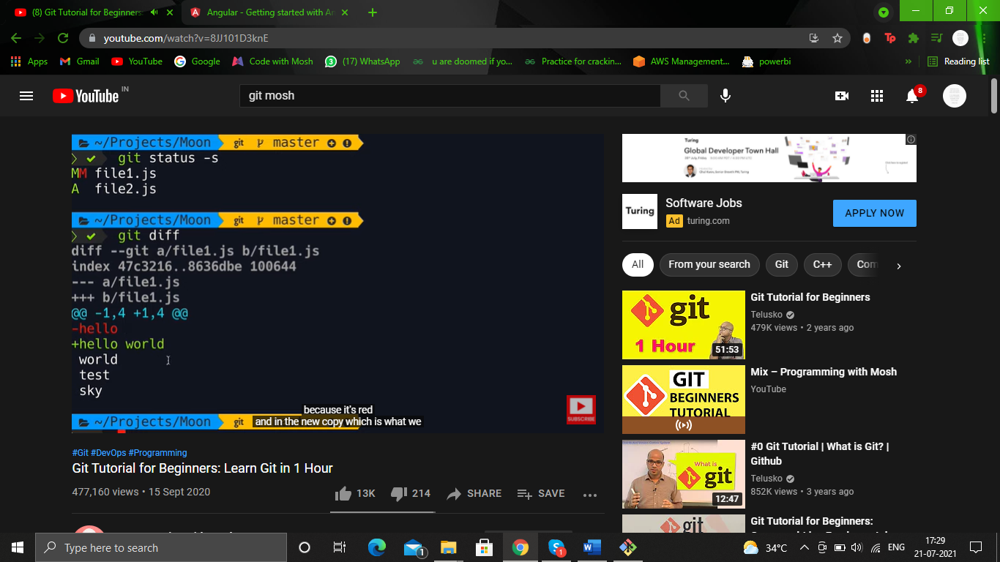 (8) Git Tutorial for Beginners
Angular - Getting started with An
youtube.com/watch?v=8JJ101D3knE
Apps
Gmail
YouTube
Google
Code with Mosh
(17) WhatsApp
u are doomed if yo...
Practice for crackin...
AWS Management...
powerbi
»
Reading list
YouTube IN
git mosh
8
~/Projects/Moon git master
git status -s
MM file1.js
A file2.js
~/Projects/Moon git master
git diff
diff --git a/file1.js b/file1.js
index 47c3216..8636dbe 100644
--- a/file1.js
+++ b/file1.js
@@ -1,4 +1,4 @@
-hello
+hello world
world
test
sky
~/Projects/Moon git
because it's red
and in the new copy which is what we
SUBSCRIBE
#Git #DevOps #Programming
Git Tutorial for Beginners: Learn Git in 1 Hour
477,160 views • 15 Sept 2020
13K
214
SHARE
SAVE
Turing
Global Developer Town Hall
Turing
Software Jobs
Ad turing.com
APPLY NOW
All
From your search
Git
C++
Com
git
1 Hour
51:53
Git Tutorial for Beginners
Telusko
479K views • 2 years ago
GIT
BEGINNERS
TUTORIAL
Mix – Programming with Mosh
YouTube
What is
git
12:47
#0 Git Tutorial | What is Git? |
Github
Telusko
852K views • 3 years ago
git
Git Tutorial for Beginners:
Type here to search
1
1
34°C
ENG
17:29
21-07-2021